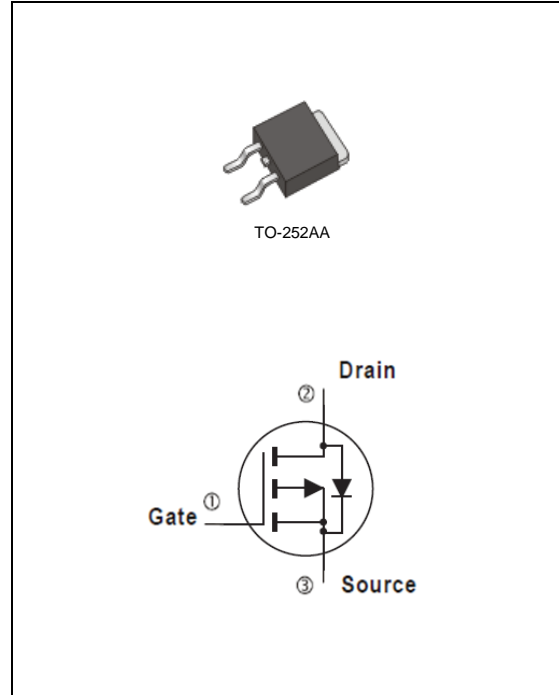 TO-252AA
Drain
②
①
Gate
③ Source